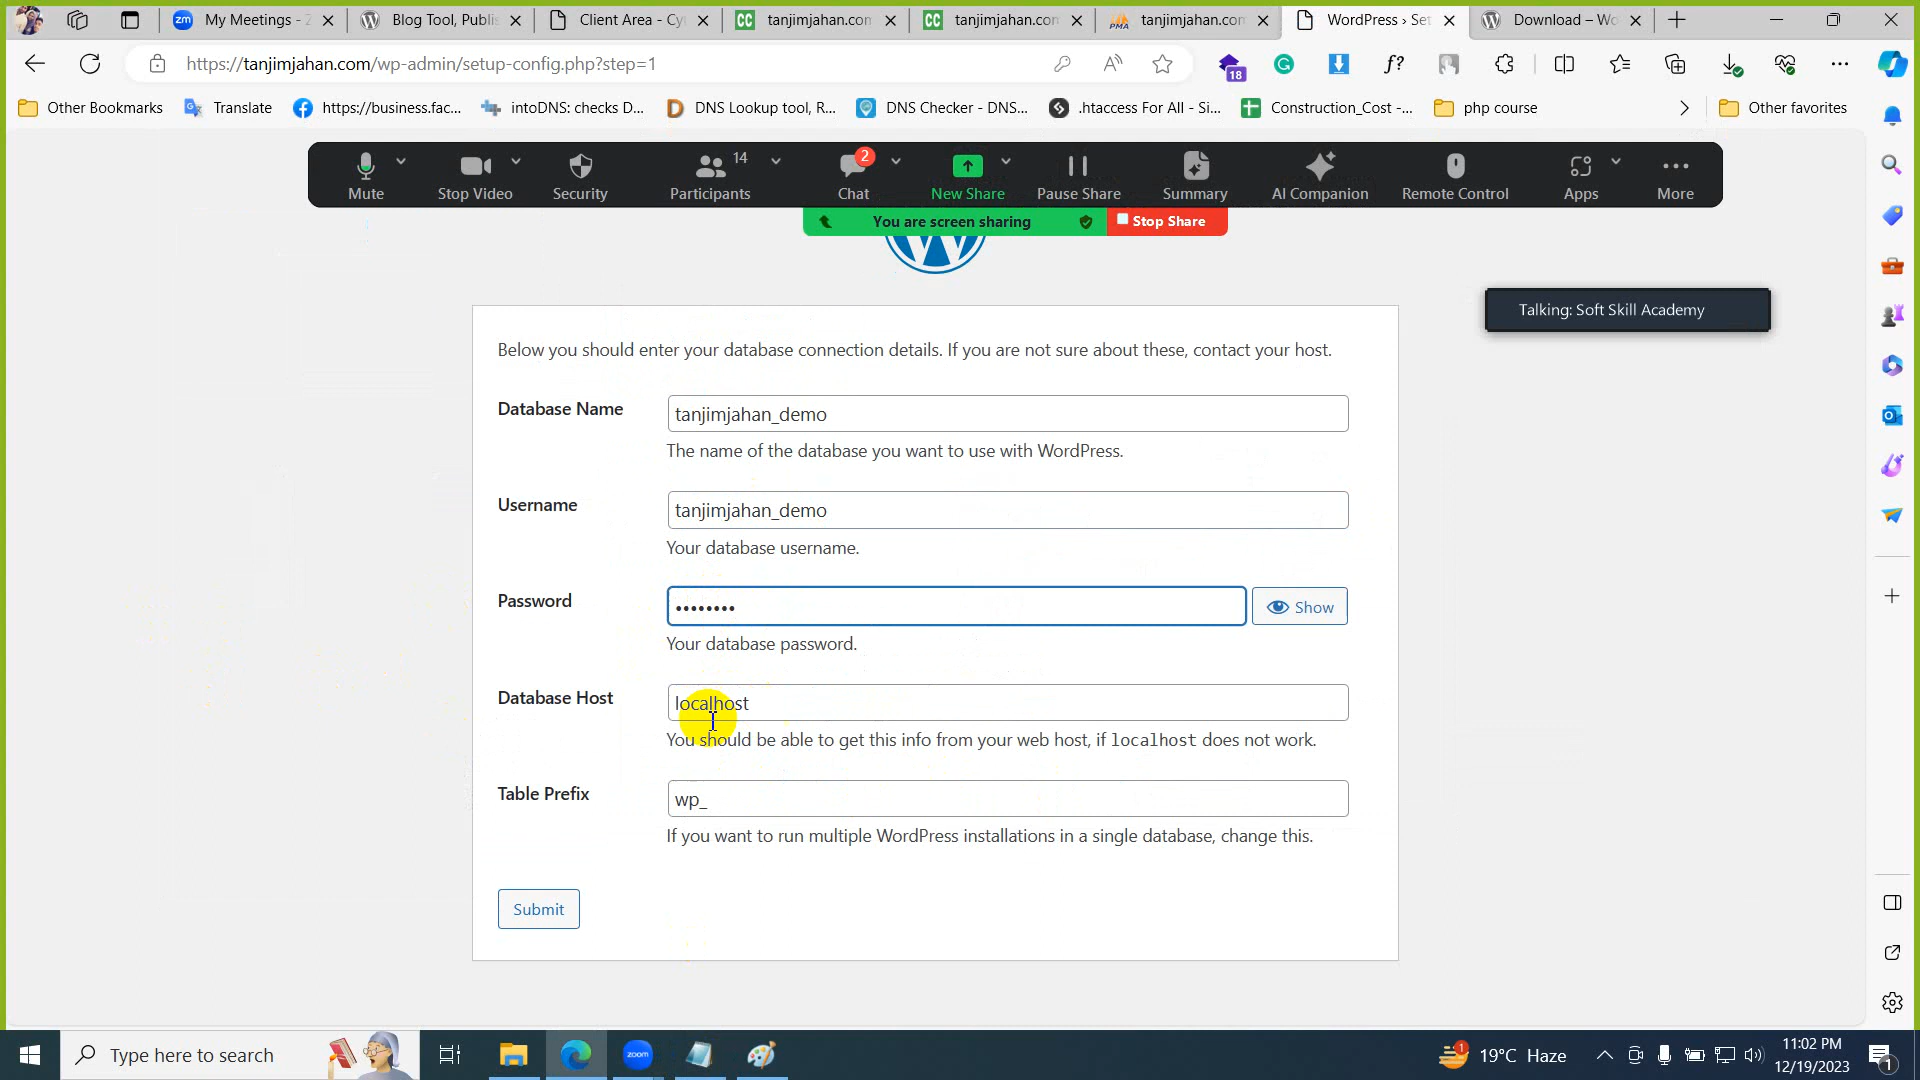 zm My Meetings - Z
Blog Tool, Publis
Client Area - Cy
tanjimjahan.con
tanjimjahan.con
PMA tanjimjahan.con
WordPress › Set
Download – Wo
https://tanjimjahan.com/wp-admin/setup-config.php?step=1
18
Other Bookmarks
Translate
https://business.fac...
intoDNS: checks D...
DNS Lookup tool, R...
DNS Checker - DNS...
.htaccess For All - Si...
Construction_Cost -...
php course
Other favorites
14
2
Mute
Stop Video
Security
Participants
Chat
New Share
Pause Share
Summary
AI Companion
Remote Control
Apps
More
You are screen sharing
Stop Share
Talking: Soft Skill Academy
Below you should enter your database connection details. If you are not sure about these, contact your host.
Database Name
tanjimjahan_demo
The name of the database you want to use with WordPress.
Username
tanjimjahan_demo
Your database username.
Password
••••••••
Show
Your database password.
Database Host
localhost
You should be able to get this info from your web host, if localhost does not work.
Table Prefix
wp_
If you want to run multiple WordPress installations in a single database, change this.
Submit
Type here to search
zoom
1
19°C Haze
11:02 PM
12/19/2023
1